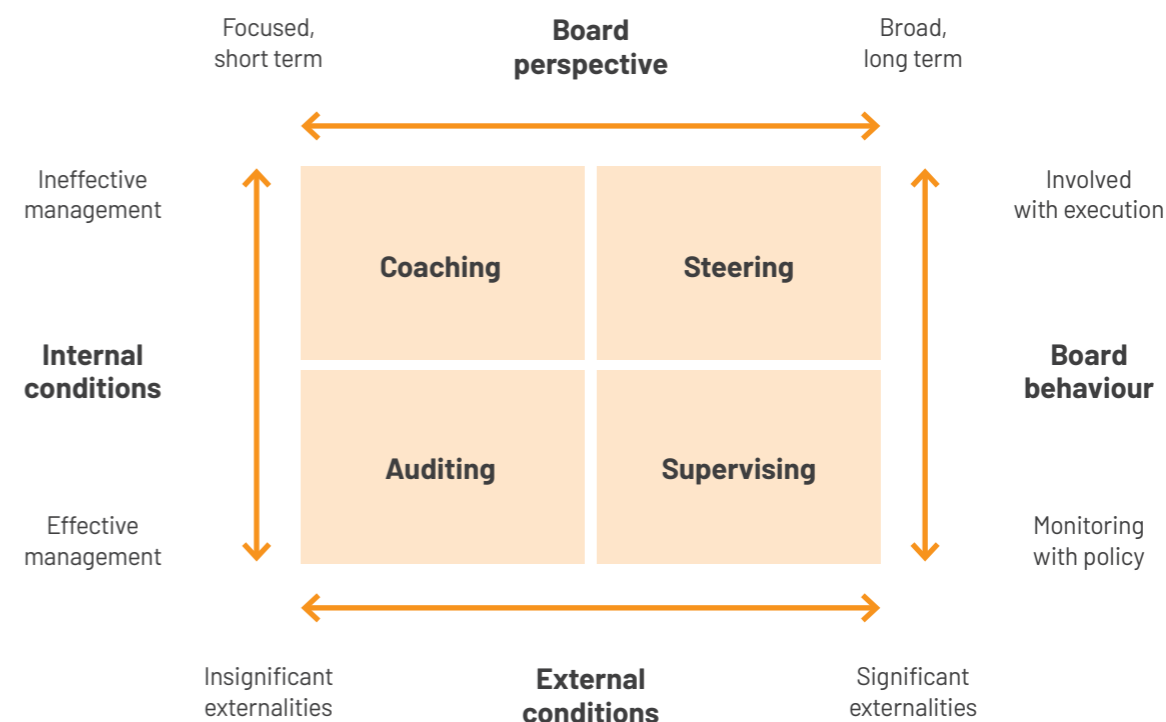 Focused,
short term
Board
perspective
Broad,
long term
Ineffective
management
Involved
with execution
Coaching
Steering
Internal
conditions
Board
behaviour
Auditing
Supervising
Effective
management
Monitoring
with policy
Insignificant
externalities
External
conditions
Significant
externalities